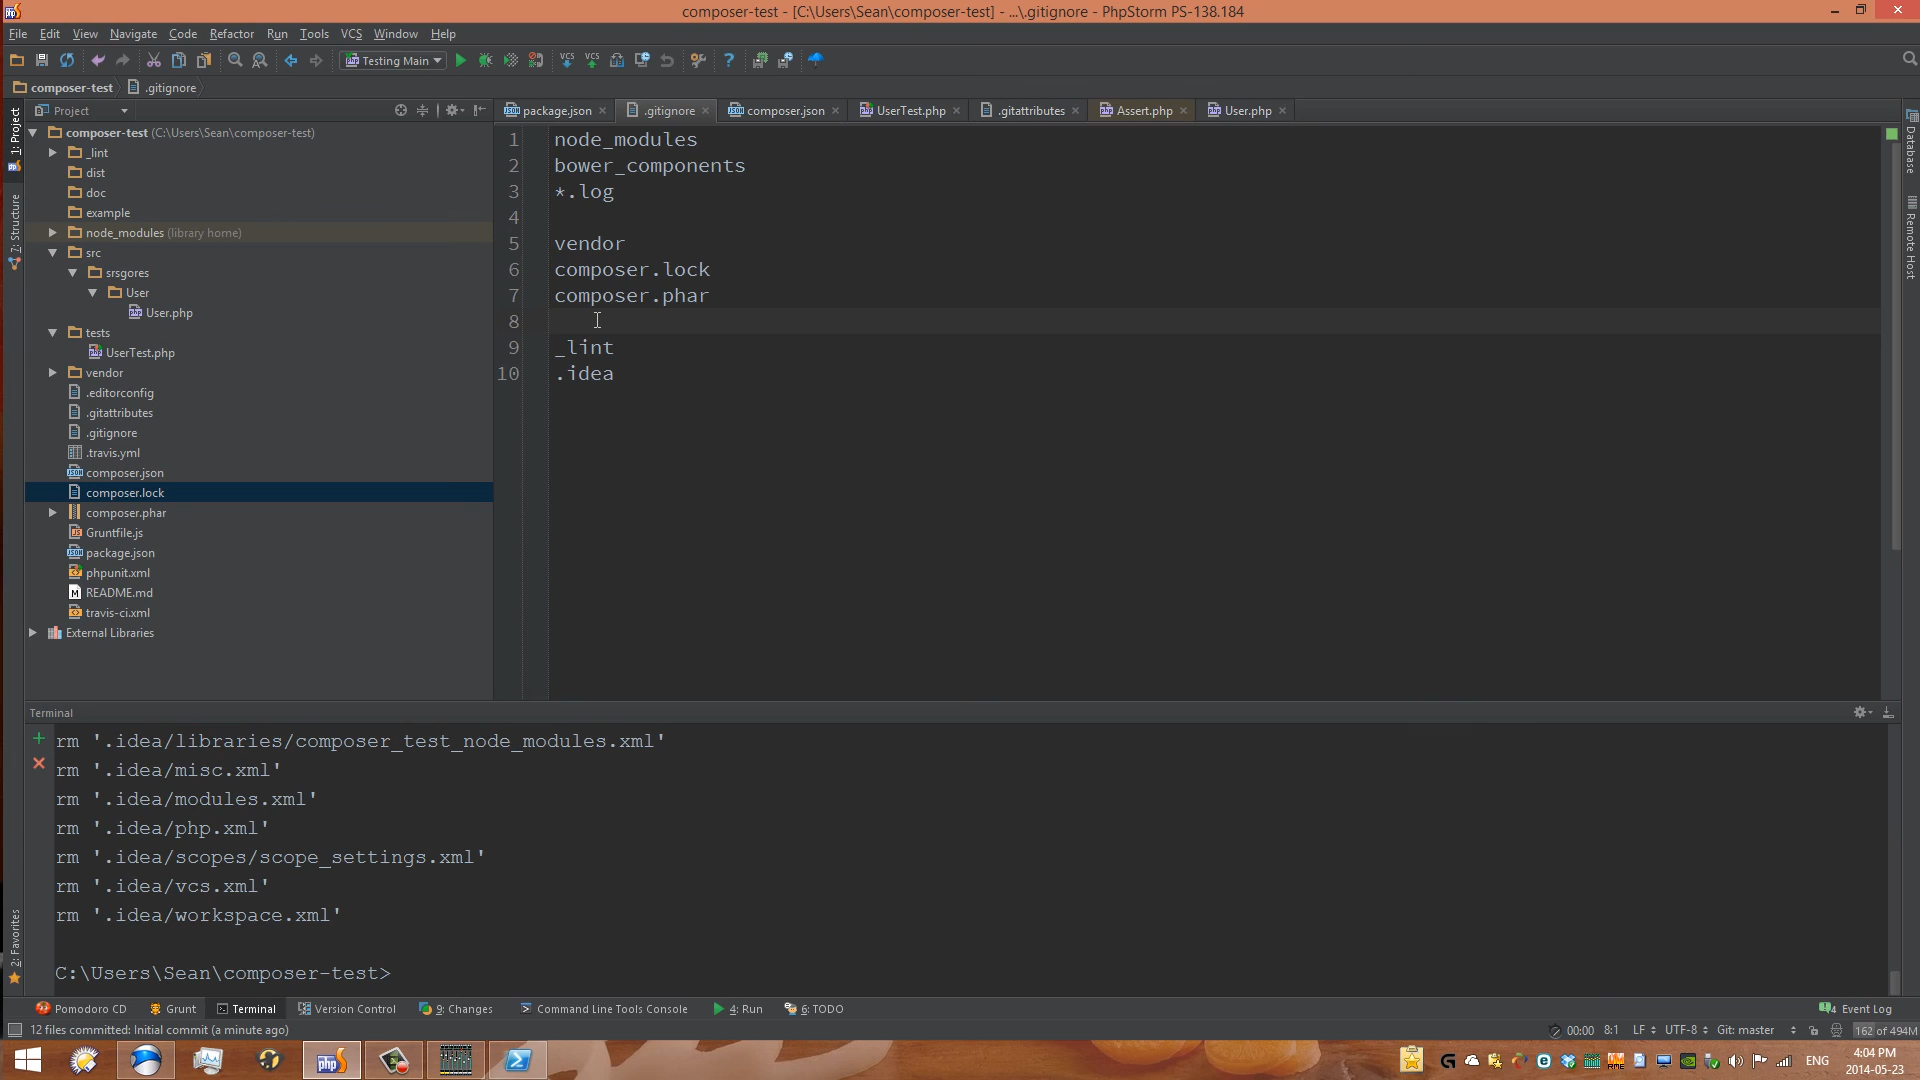 composer-test - [C:\Users\Sean\composer-test] - ...\.gitignore - PhpStorm PS-138.184
File Edit View Navigate Code Refactor Run Tools VCS Window Help
Testing Main
composer-test .gitignore
Project
package.json .gitignore composer.json UserTest.php .gitattributes Assert.php User.php
1: Project
7: Structure
2: Favorites
composer-test (C:\Users\Sean\composer-test)
_lint
dist
doc
example
node_modules (library home)
src
srsgores
User
User.php
tests
UserTest.php
vendor
.editorconfig
.gitattributes
.gitignore
.travis.yml
composer.json
composer.lock
composer.phar
Gruntfile.js
package.json
phpunit.xml
README.md
travis-ci.xml
External Libraries
1 node_modules
2 bower_components
3 *.log
4
5 vendor
6 composer.lock
7 composer.phar
8
9 _lint
10 .idea
Database
Remote Host
Terminal
rm '.idea/libraries/composer_test_node_modules.xml'
rm '.idea/misc.xml'
rm '.idea/modules.xml'
rm '.idea/php.xml'
rm '.idea/scopes/scope_settings.xml'
rm '.idea/vcs.xml'
rm '.idea/workspace.xml'
C:\Users\Sean\composer-test>
Pomodoro CD Grunt Terminal Version Control 9: Changes Command Line Tools Console 4: Run 6: TODO Event Log
12 files committed: Initial commit (a minute ago)
00:00 8:1 LF UTF-8 Git: master 162 of 494M
ENG
4:04 PM
2014-05-23